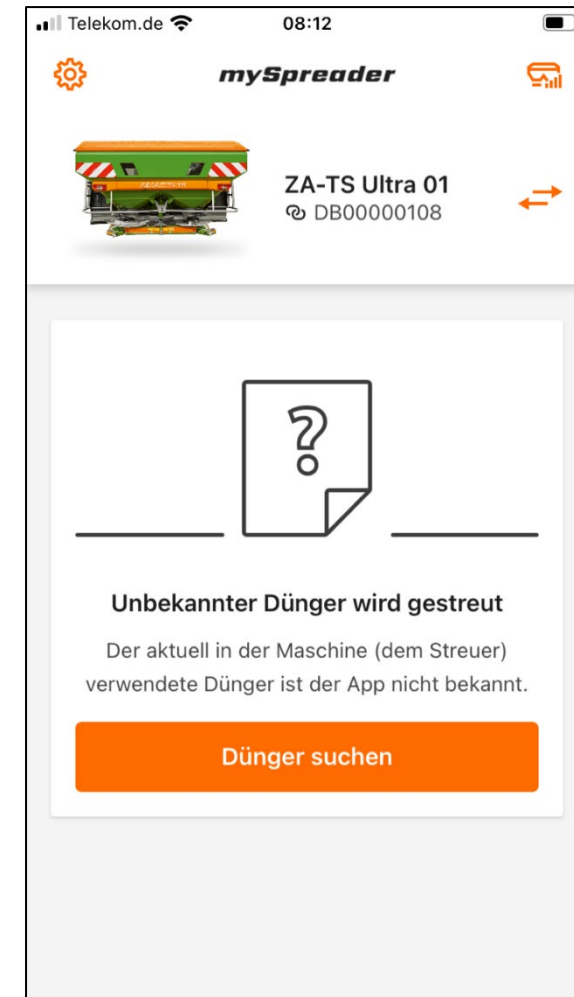 Telekom.de 08:12
mySpreader
ZA-TS Ultra 01
DB00000108
?
Unbekannter Dünger wird gestreut
Der aktuell in der Maschine (dem Streuer)
verwendete Dünger ist der App nicht bekannt.
Dünger suchen